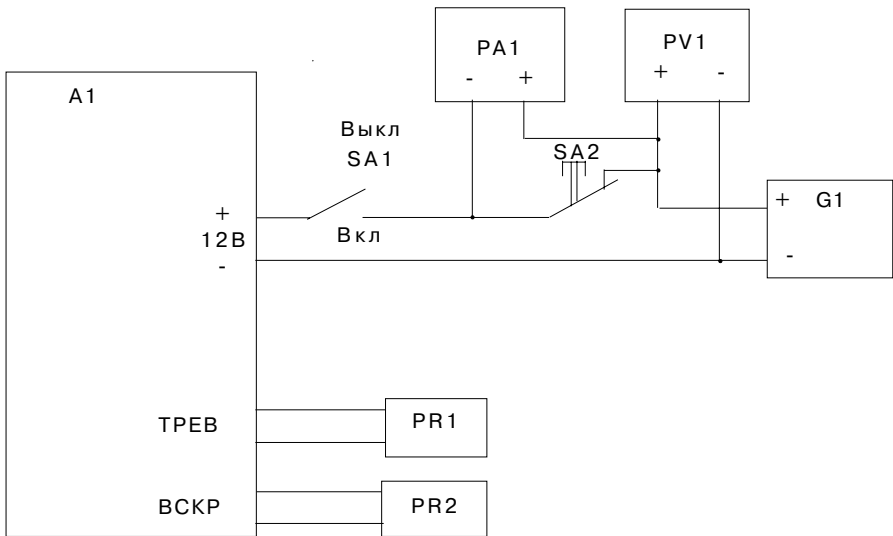 PA1
- +
PV1
+ -
A1
Выкл
SA1
SA2
+
12В
-
Вкл
+ G1
-
ТРЕВ
PR1
ВСКР
PR2